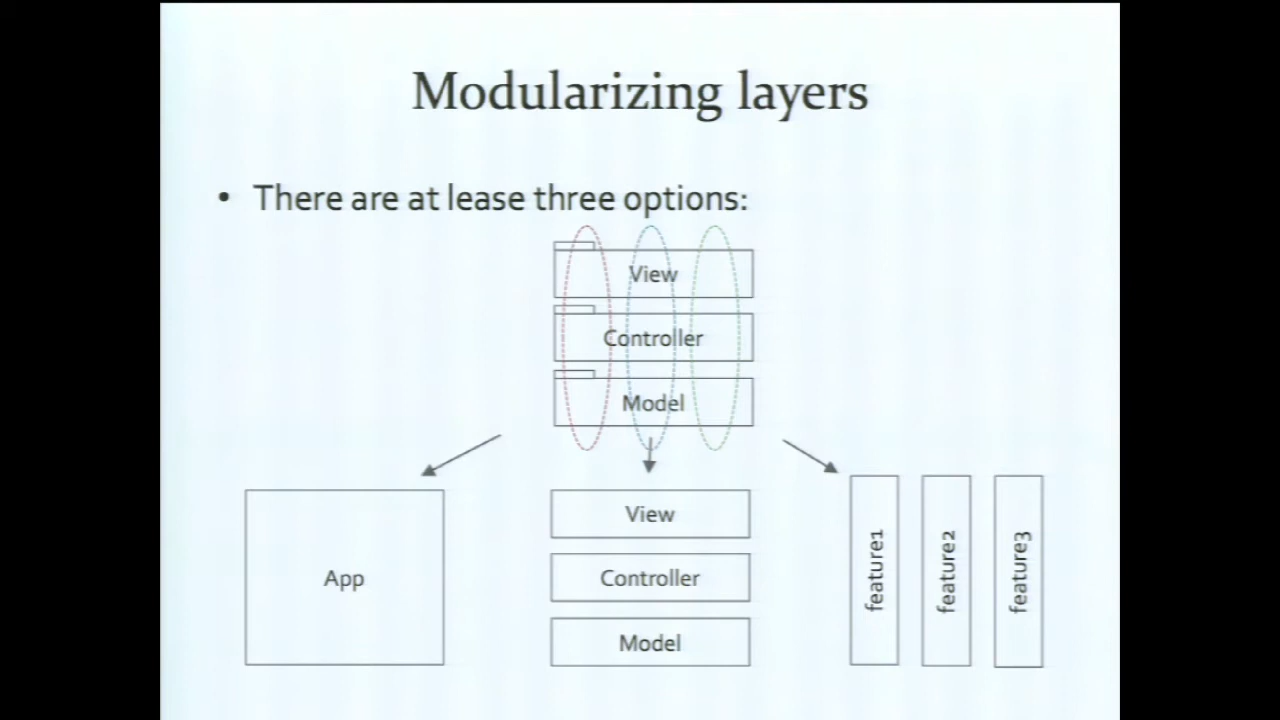 Modularizing layers
• There are at lease three options:
View
Controller
Model
App
View
Controller
Model
feature1
feature2
feature3